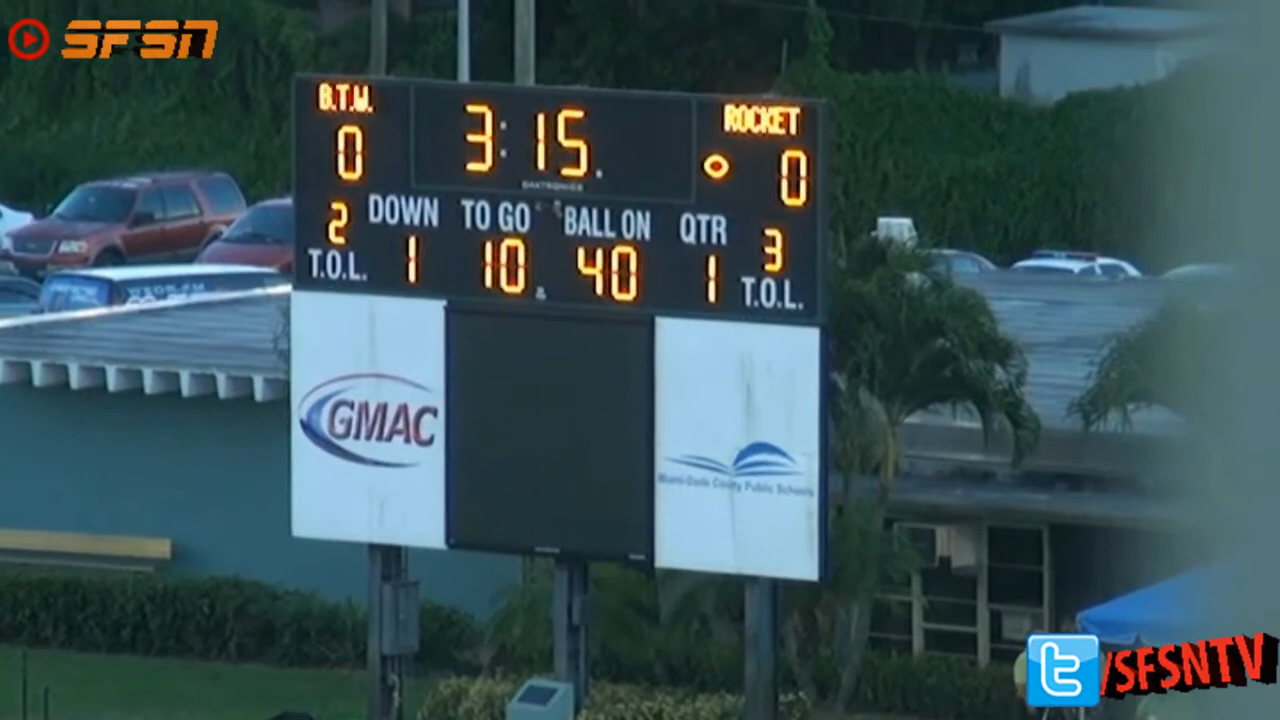 SFSN
B.T.W. 3:15 ROCKET
0 0
DAKTRONICS
2 DOWN TO GO BALL ON QTR 3
T.O.L. 1 10 40 1 T.O.L.
GMAC
Miami-Dade County Public Schools
t/SFSNTV